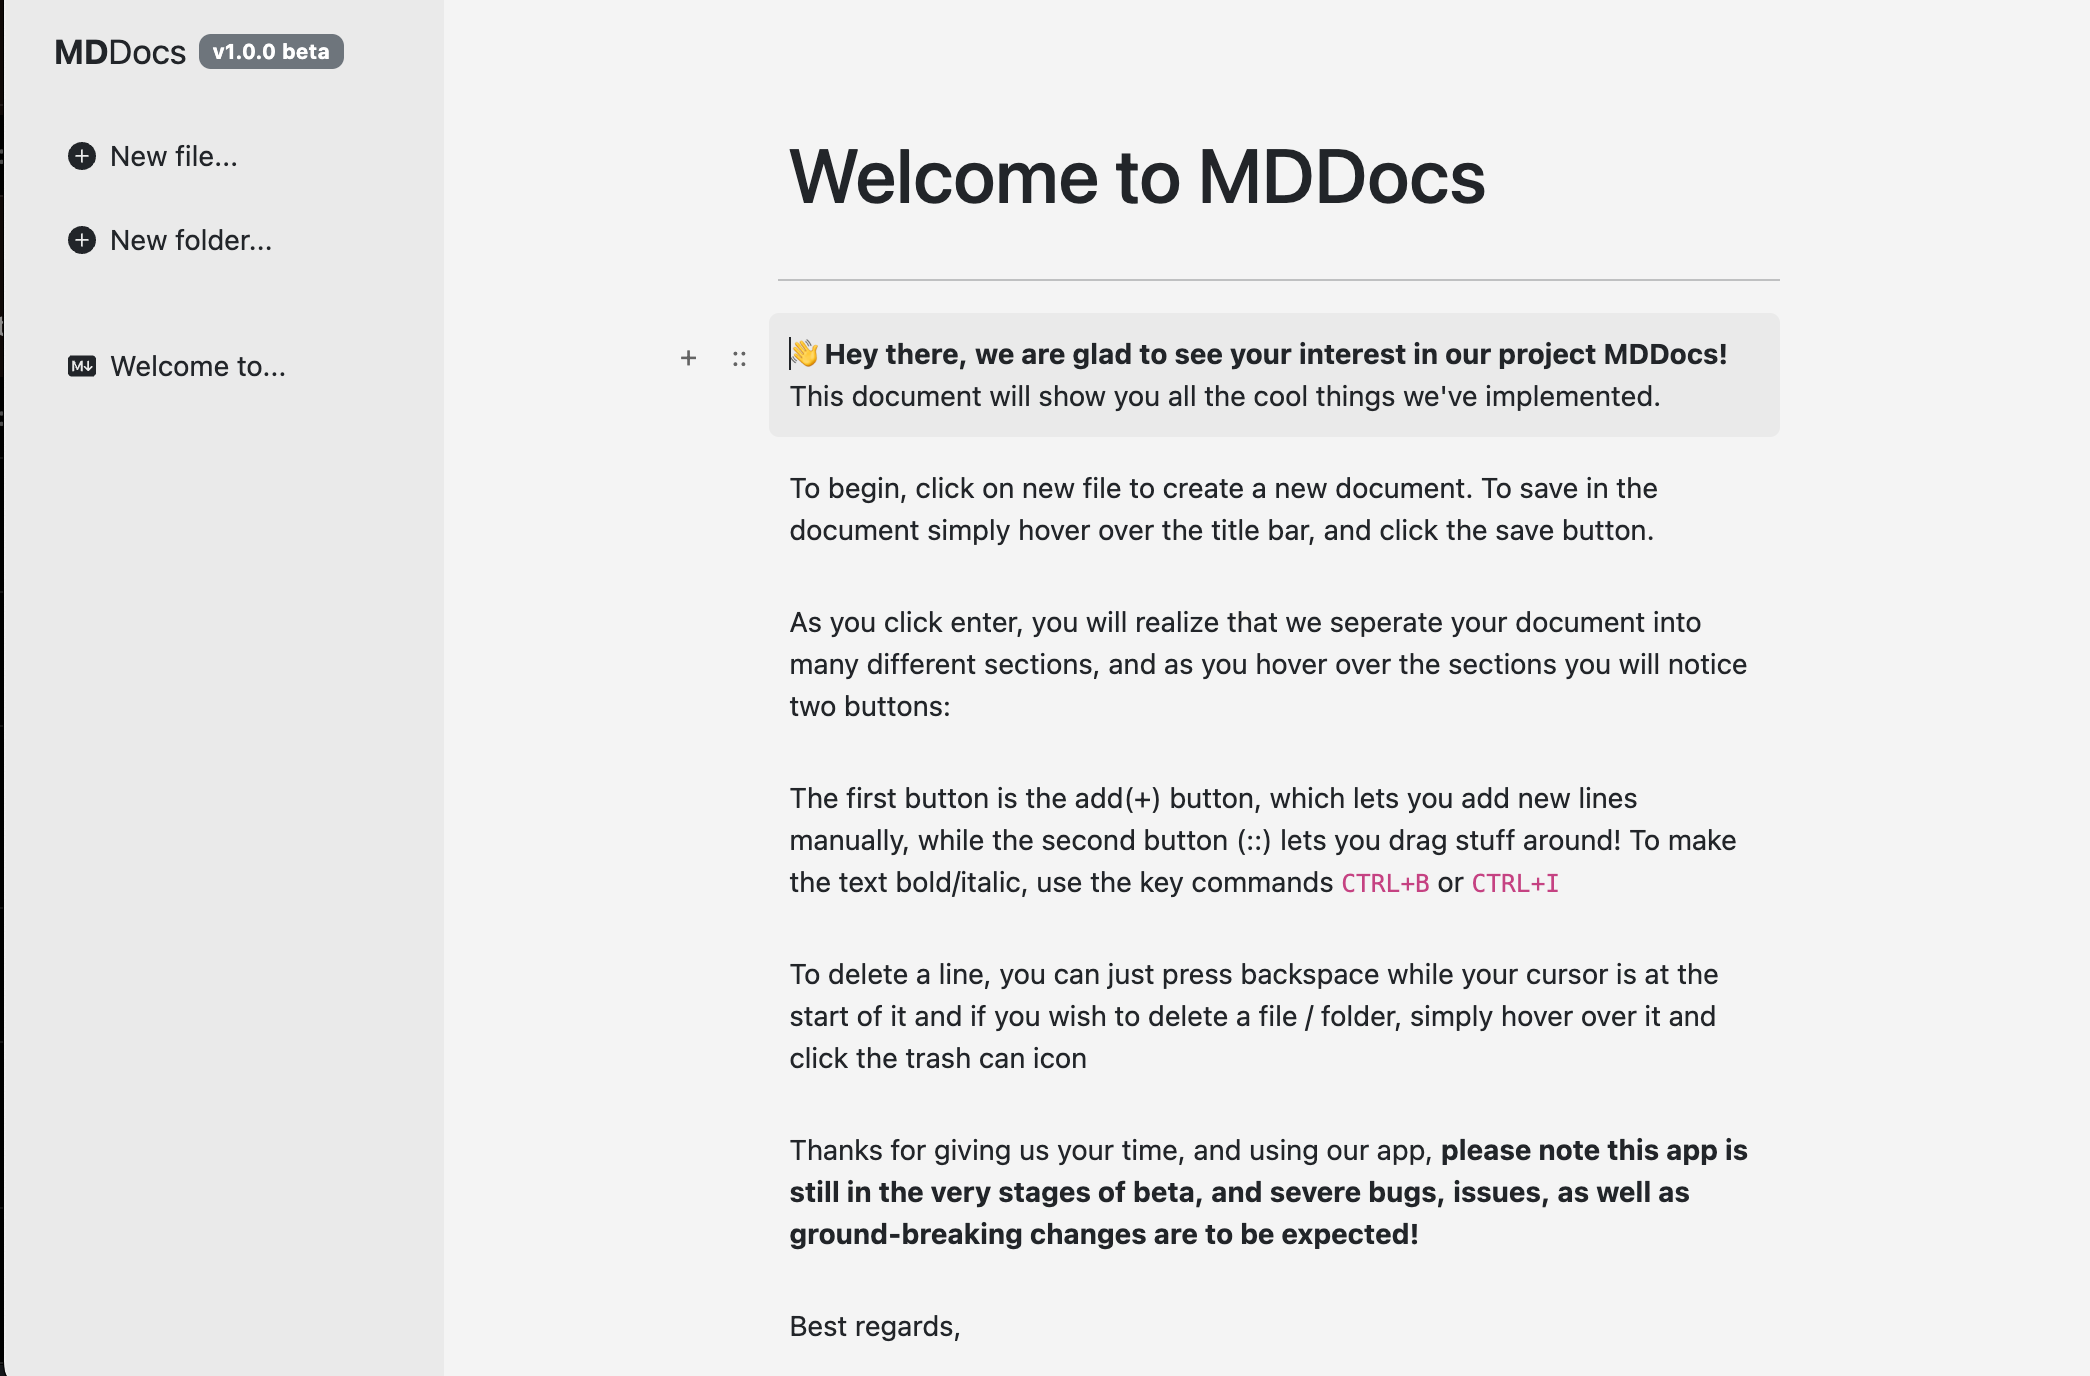 MDDocs v1.0.0 beta
New file...
New folder...
Welcome to...
Welcome to MDDocs
👋 Hey there, we are glad to see your interest in our project MDDocs!
This document will show you all the cool things we've implemented.
To begin, click on new file to create a new document. To save in the
document simply hover over the title bar, and click the save button.
As you click enter, you will realize that we seperate your document into
many different sections, and as you hover over the sections you will notice
two buttons:
The first button is the add(+) button, which lets you add new lines
manually, while the second button (::) lets you drag stuff around! To make
the text bold/italic, use the key commands CTRL+B or CTRL+I
To delete a line, you can just press backspace while your cursor is at the
start of it and if you wish to delete a file / folder, simply hover over it and
click the trash can icon
Thanks for giving us your time, and using our app, please note this app is
still in the very stages of beta, and severe bugs, issues, as well as
ground-breaking changes are to be expected!
Best regards,